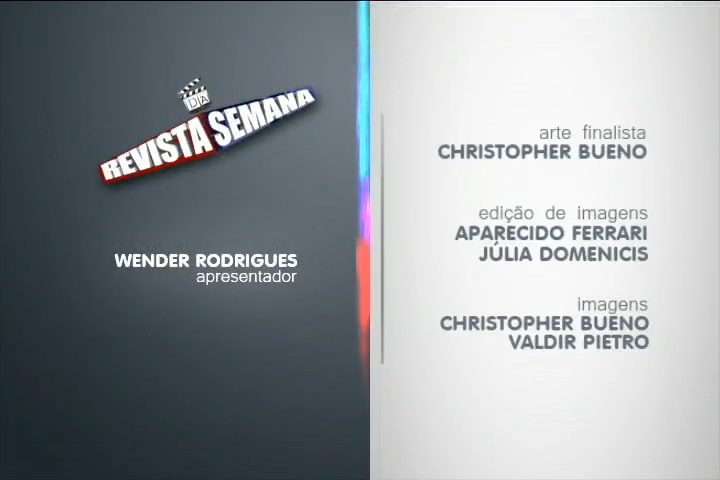 REVISTA DA SEMANA
WENDER RODRIGUES
apresentador
arte finalista
CHRISTOPHER BUENO
edição de imagens
APARECIDO FERRARI
JÚLIA DOMENICIS
imagens
CHRISTOPHER BUENO
VALDIR PIETRO